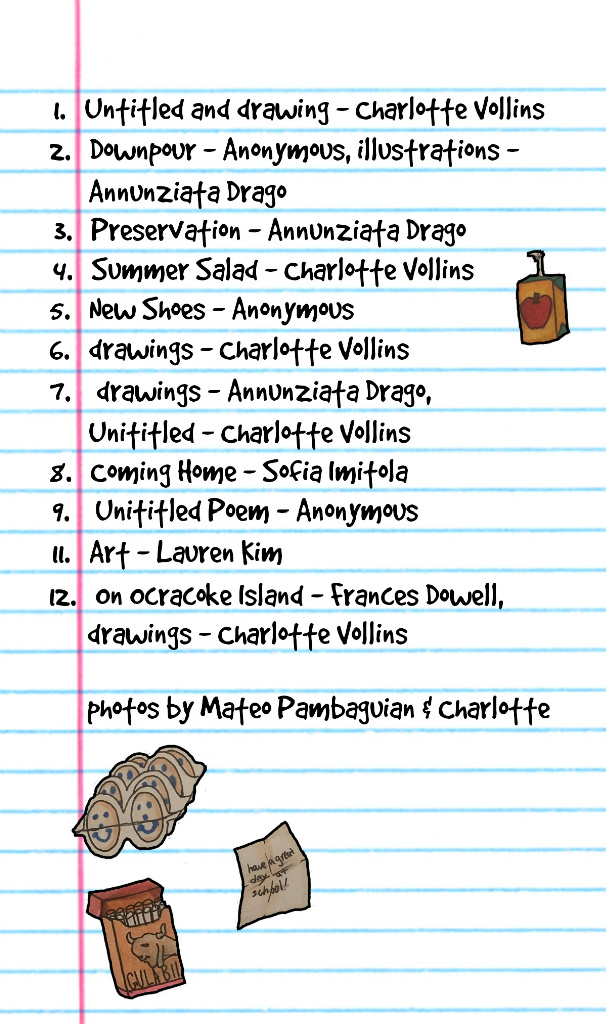 1. Untitled and drawing - Charlotte Vollins
2. Downpour - Anonymous, illustrations -
Annunziata Drago
3. Preservation - Annunziata Drago
4. Summer Salad - Charlotte Vollins
5. New Shoes - Anonymous
6. drawings - Charlotte Vollins
7. drawings - Annunziata Drago,
Unititled - Charlotte Vollins
8. Coming Home - Sofia Imitola
9. Unititled Poem - Anonymous
11. Art - Lauren Kim
12. On Ocracoke Island - Frances Dowell,
drawings - Charlotte Vollins
photos by Mateo Pambaguian & Charlotte
have a great
day at
school!
GULABII